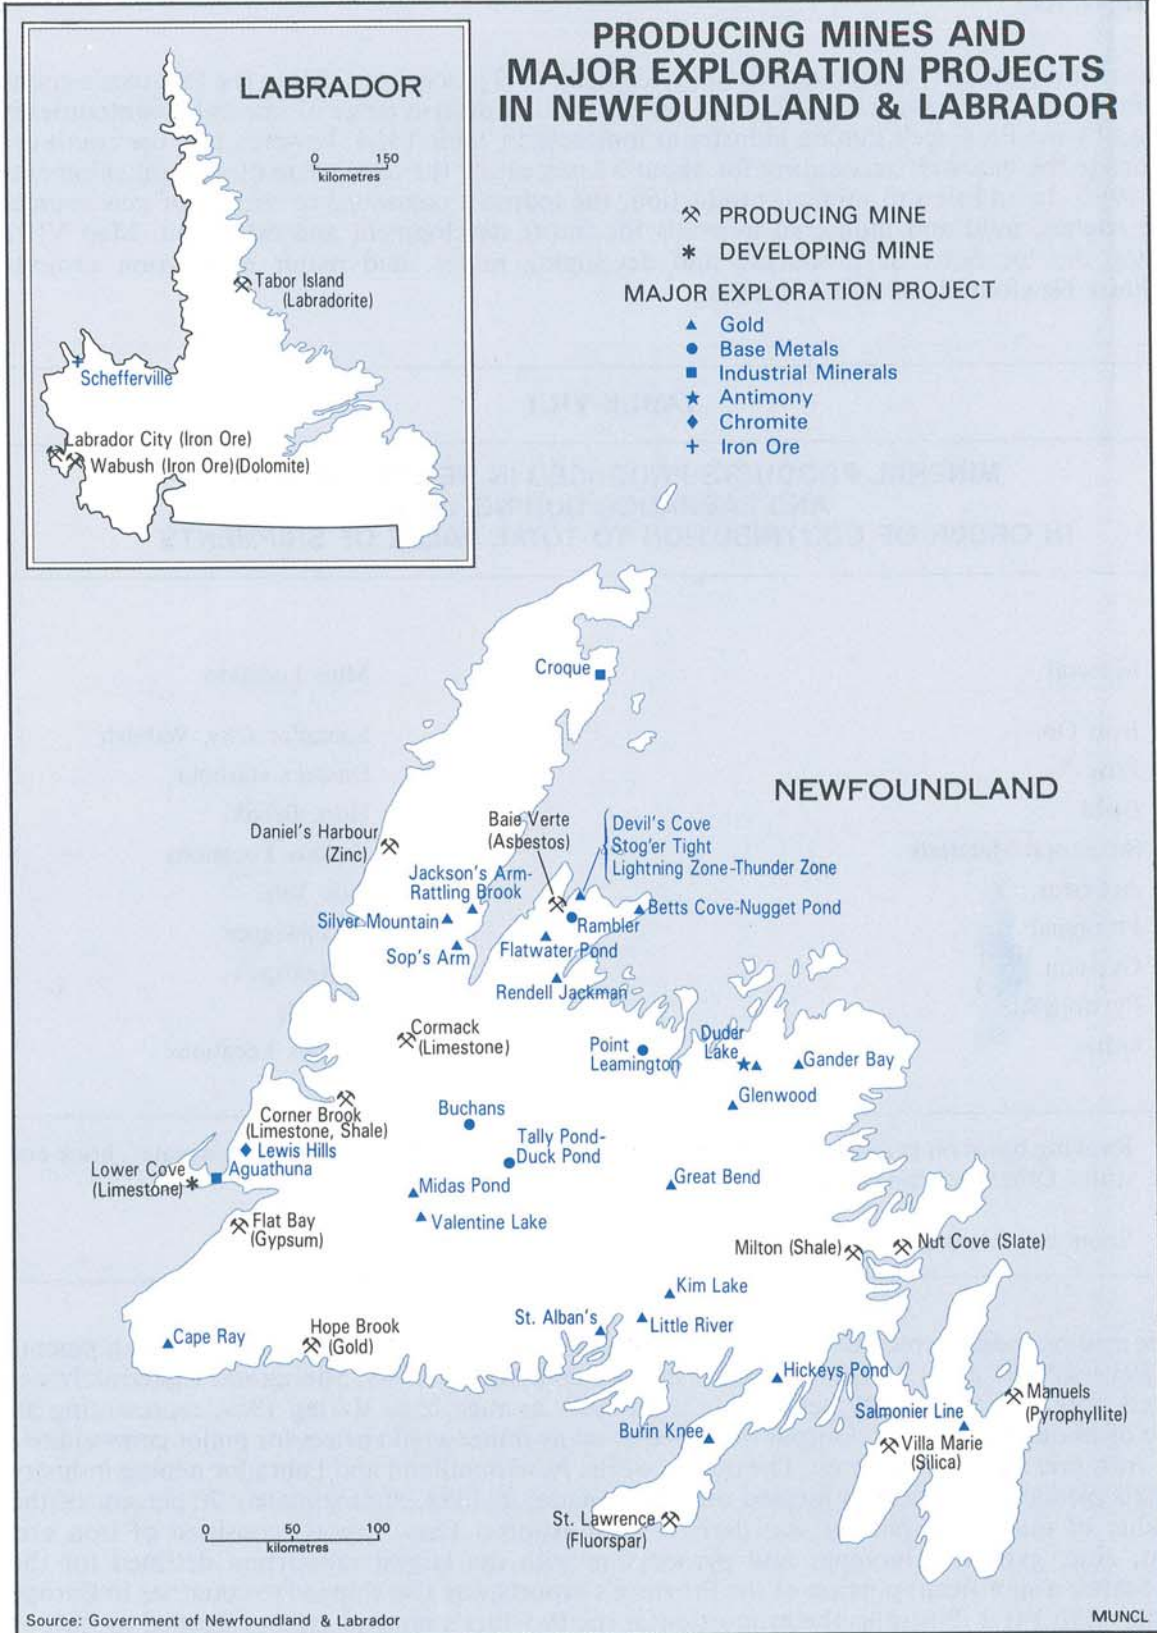 PRODUCING MINES AND
MAJOR EXPLORATION PROJECTS
IN NEWFOUNDLAND & LABRADOR
LABRADOR
0 150
kilometres
Tabor Island
(Labradorite)
Schefferville
Labrador City (Iron Ore)
Wabush (Iron Ore)(Dolomite)
PRODUCING MINE
DEVELOPING MINE
MAJOR EXPLORATION PROJECT
Gold
Base Metals
Industrial Minerals
Antimony
Chromite
Iron Ore
Croque
NEWFOUNDLAND
Daniel's Harbour
(Zinc)
Baie Verte
(Asbestos)
Devil's Cove
Stog'er Tight
Lightning Zone-Thunder Zone
Jackson's Arm-
Rattling Brook
Silver Mountain
Sop's Arm
Betts Cove-Nugget Pond
Rambler
Flatwater Pond
Rendell Jackman
Cormack
(Limestone)
Point
Leamington
Duder
Lake
Gander Bay
Glenwood
Corner Brook
(Limestone, Shale)
Buchans
Lewis Hills
Aguathuna
Lower Cove
(Limestone)
Tally Pond-
Duck Pond
Midas Pond
Valentine Lake
Great Bend
Flat Bay
(Gypsum)
Milton (Shale)
Nut Cove (Slate)
Kim Lake
St. Alban's
Little River
Cape Ray
Hope Brook
(Gold)
Hickeys Pond
Manuels
(Pyrophyllite)
Salmonier Line
Burin Knee
Villa Marie
(Silica)
St. Lawrence
(Fluorspar)
0 50 100
kilometres
Source: Government of Newfoundland & Labrador
MUNCL